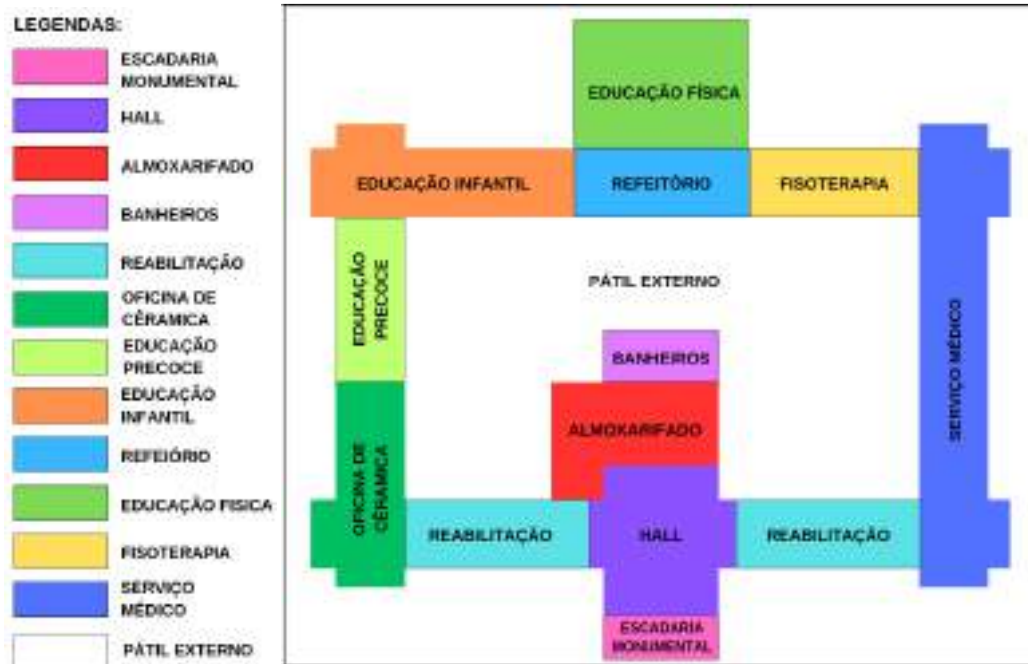 LEGENDAS:
ESCADARIA
MONUMENTAL
HALL
ALMOXARIFADO
BANHEIROS
REABILITAÇÃO
OFICINA DE
CÊRAMICA
EDUCAÇÃO
PRECOCE
EDUCAÇÃO
INFANTIL
REFEIÓRIO
EDUCAÇÃO FISICA
FISOTERAPIA
SERVIÇO
MÉDICO
PÁTIL EXTERNO
EDUCAÇÃO FÍSICA
EDUCAÇÃO INFANTIL
REFEITÓRIO
FISOTERAPIA
EDUCAÇÃO
PRECOCE
PÁTIL EXTERNO
BANHEIROS
SERVIÇO MÉDICO
ALMOXARIFADO
OFICINA DE
CÊRAMICA
REABILITAÇÃO
HALL
REABILITAÇÃO
ESCADARIA
MONUMENTAL